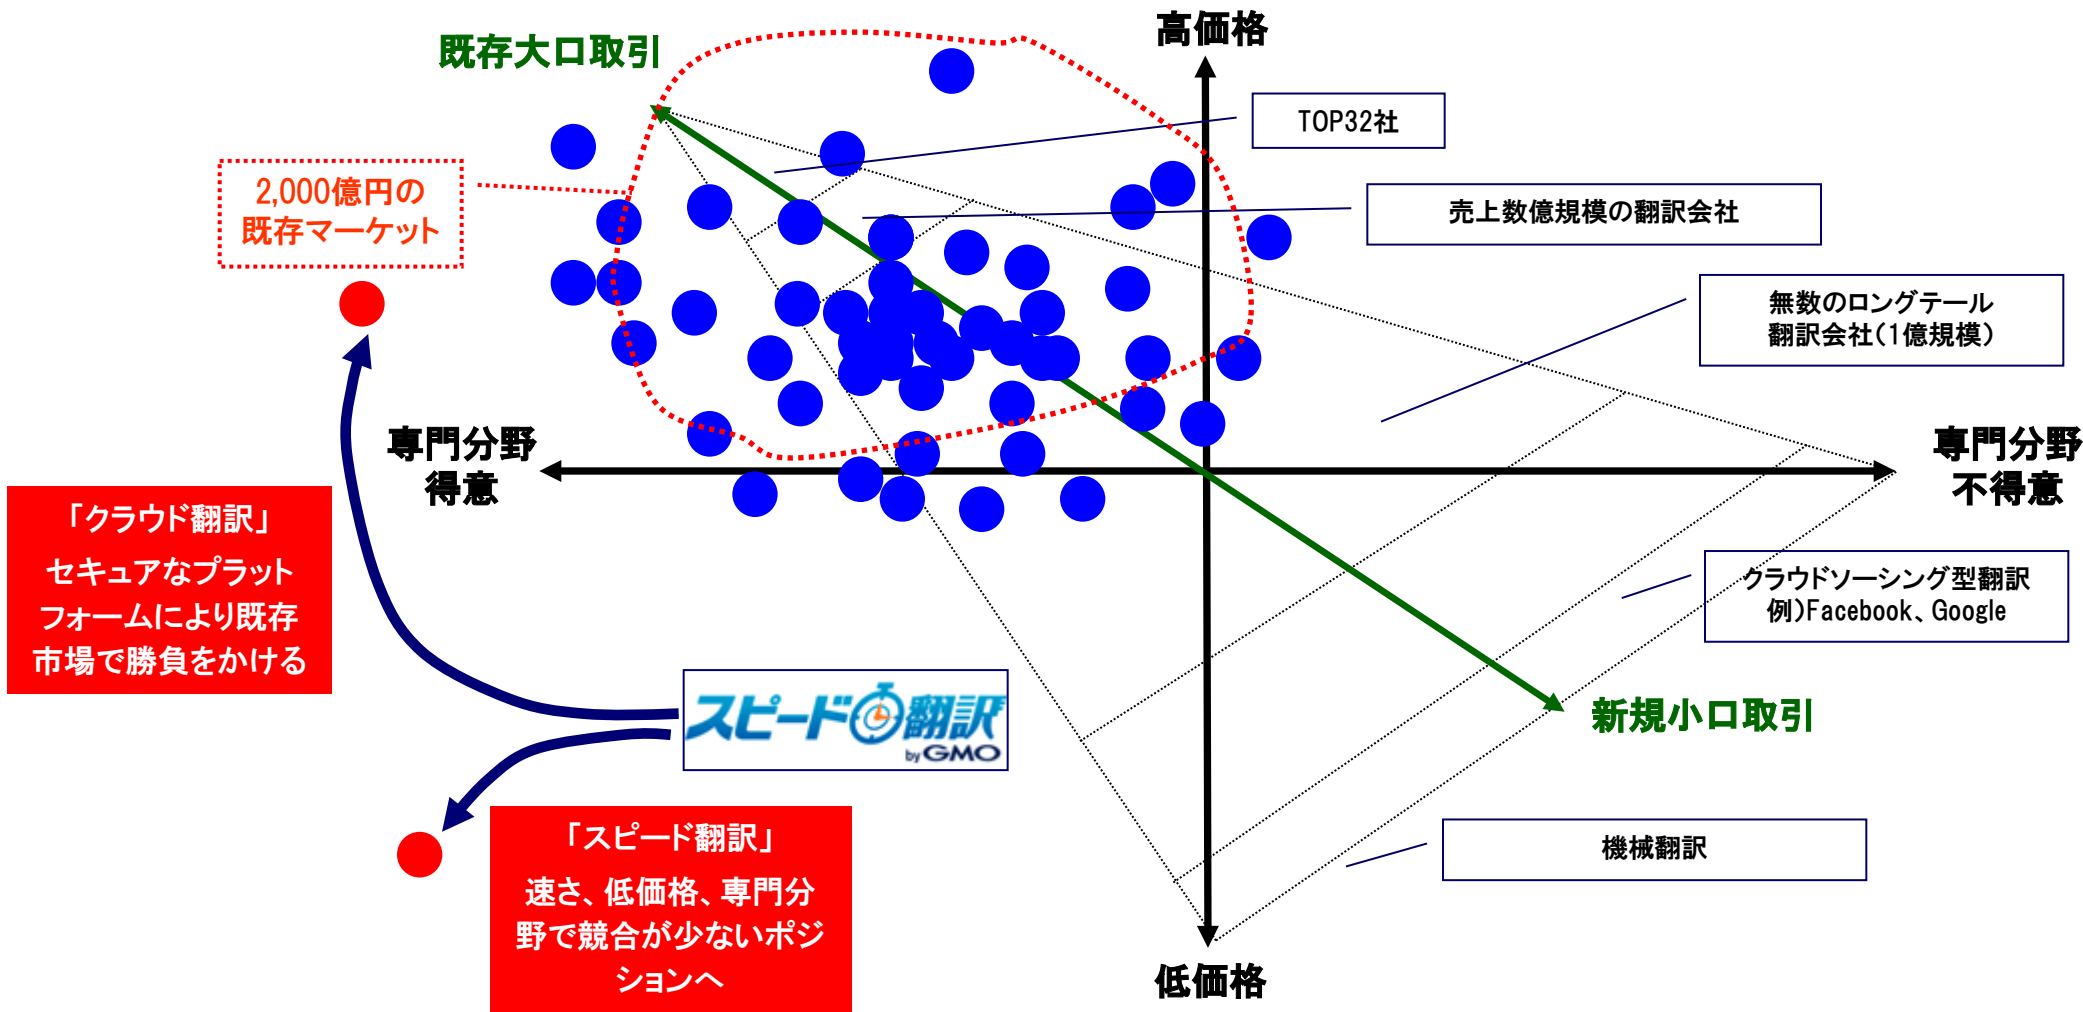 高価格
既存大口取引
TOP32社
2,000億円の
既存マーケット
売上数億規模の翻訳会社
無数のロングテール
翻訳会社(1億規模)
専門分野
得意
専門分野
不得意
「クラウド翻訳」
セキュアなプラット
フォームにより既存
市場で勝負をかける
クラウドソーシング型翻訳
例)Facebook、Google
スピード翻訳
by GMO
新規小口取引
「スピード翻訳」
速さ、低価格、専門分
野で競合が少ないポジ
ションへ
機械翻訳
低価格